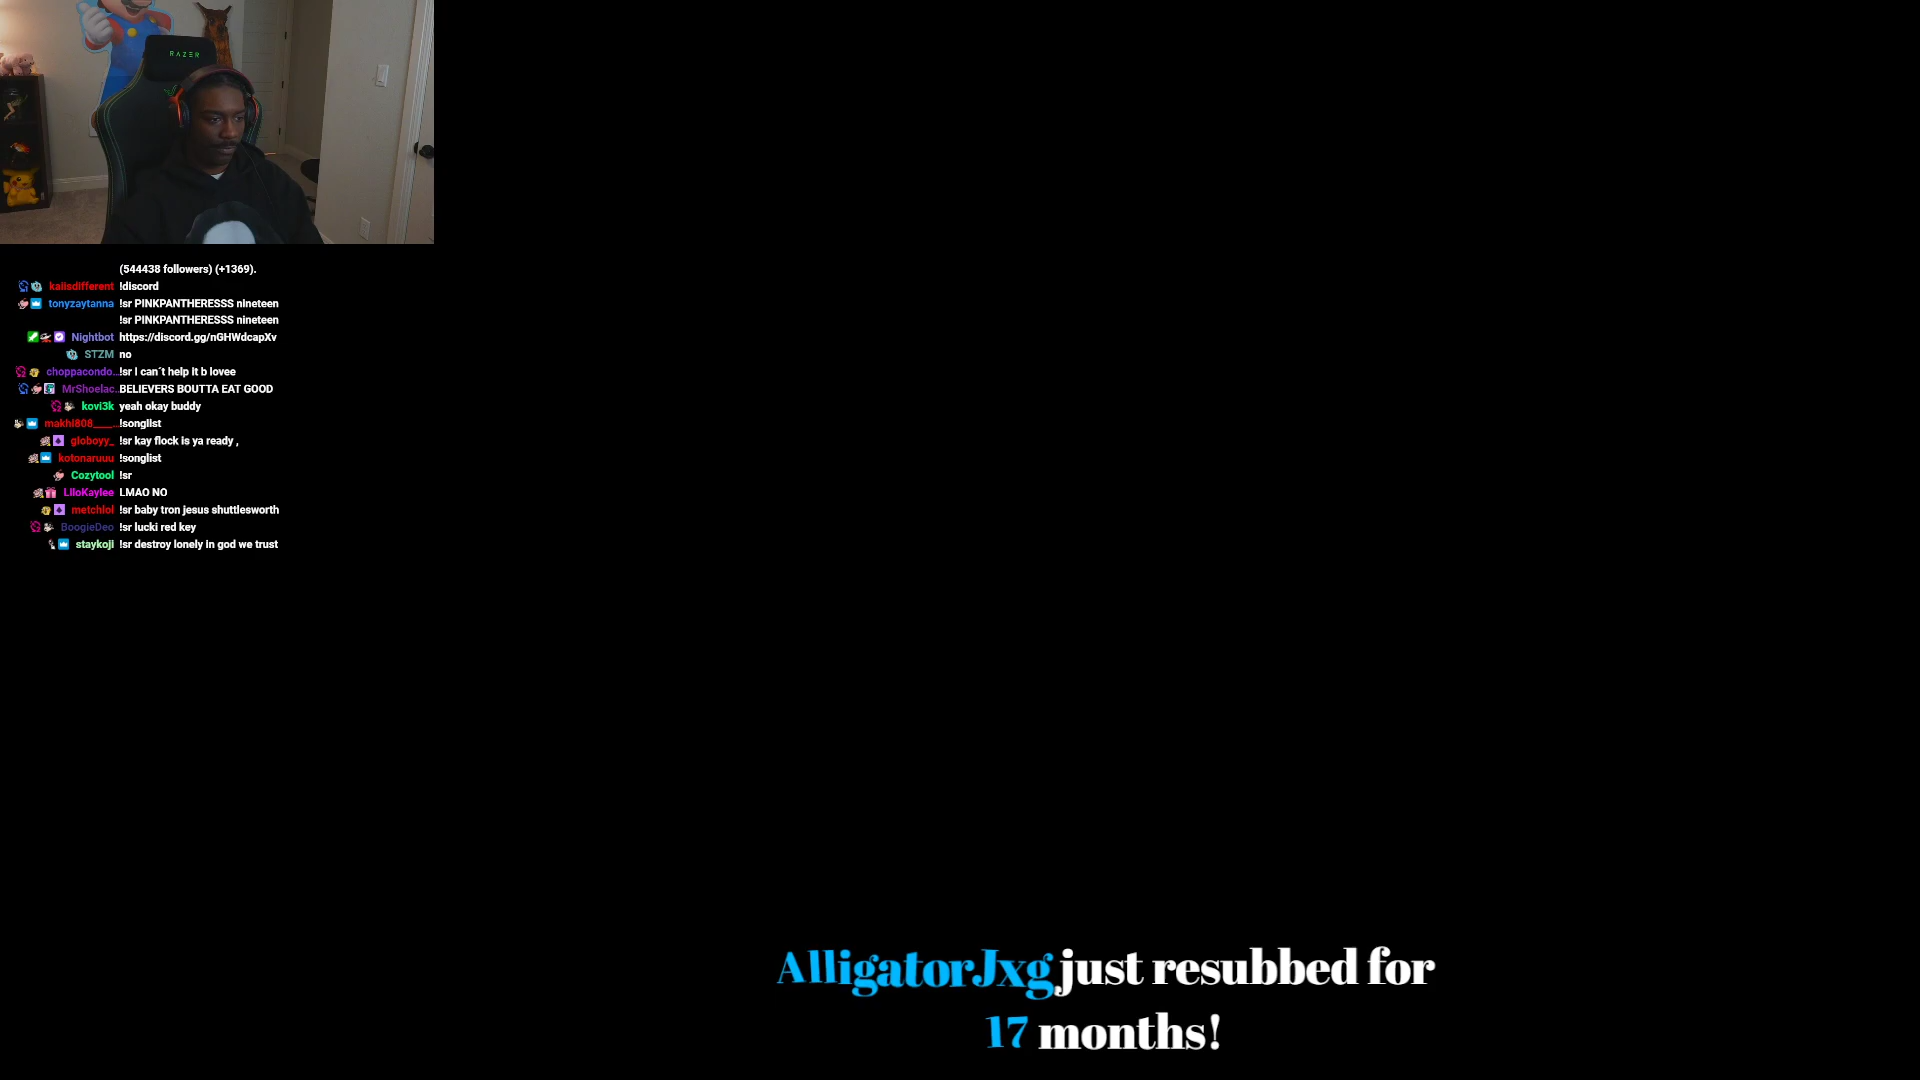 RAZER
(544438 followers) (+1369).
kaiisdifferent !discord
tonyzaytanna !sr PINKPANTHERESSS nineteen
!sr PINKPANTHERESSS nineteen
Nightbot https://discord.gg/nGHWdcapXv
STZM no
choppacondo... !sr I can´t help it b lovee
MrShoelac... BELIEVERS BOUTTA EAT GOOD
kovi3k yeah okay buddy
makhi808____... !songlist
globoyy_ !sr kay flock is ya ready ,
kotonaruuu !songlist
Cozytool !sr
LiloKaylee LMAO NO
metchlol !sr baby tron jesus shuttlesworth
BoogieDeo !sr lucki red key
staykoji !sr destroy lonely in god we trust
AlligatorJxg just resubbed for
17 months!